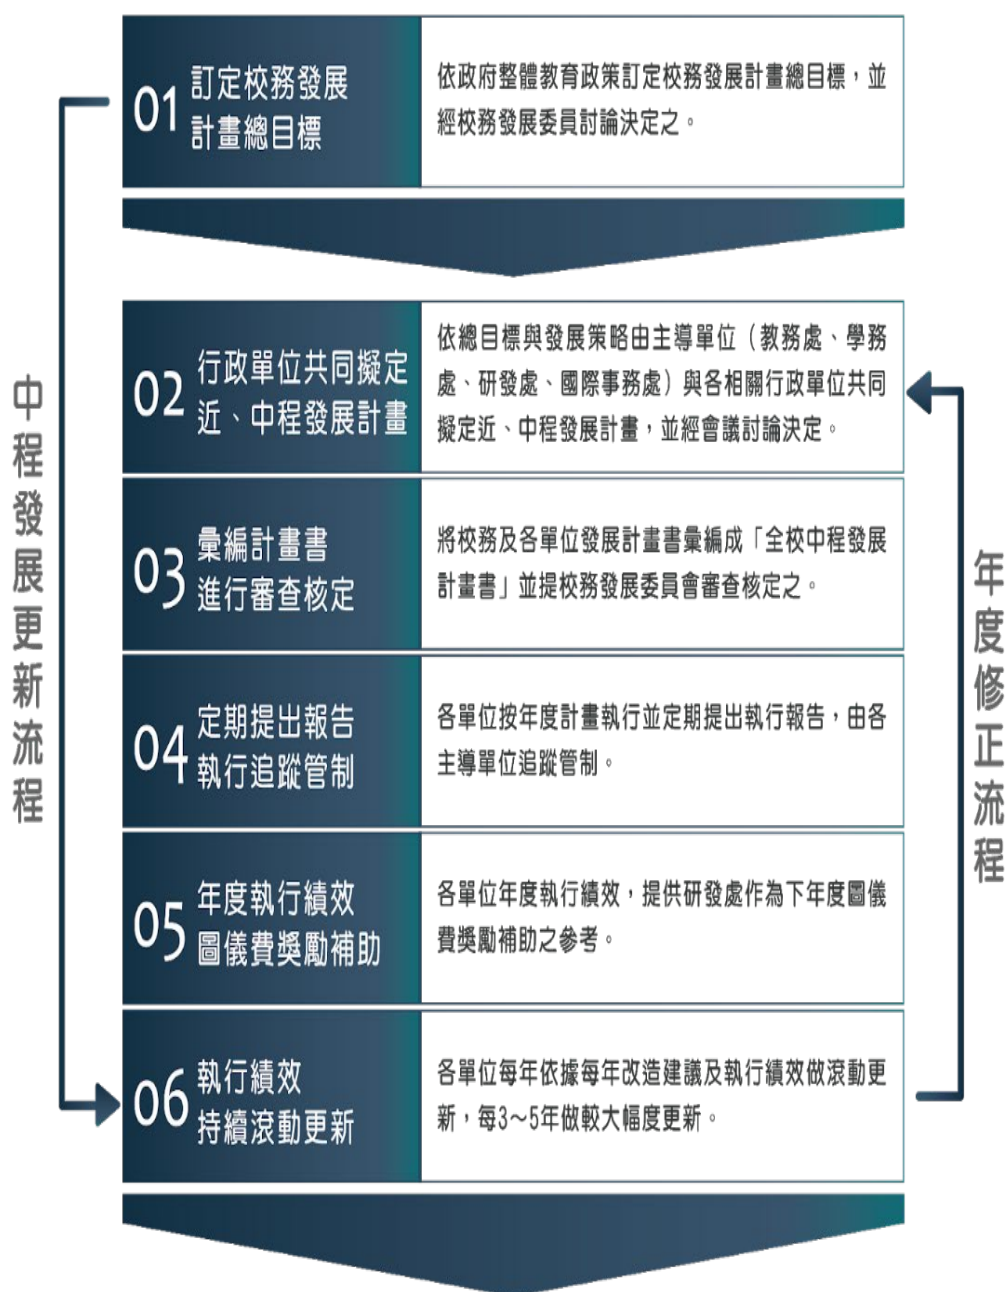 中程發展更新流程
01
訂定校務發展
計畫總目標
依政府整體教育政策訂定校務發展計畫總目標，並
經校務發展委員討論決定之。
02
行政單位共同擬定
近、中程發展計畫
依總目標與發展策略由主導單位（教務處、學務
處、研發處、國際事務處）與各相關行政單位共同
擬定近、中程發展計畫，並經會議討論決定。
03
彙編計畫書
進行審查核定
將校務及各單位發展計畫書彙編成「全校中程發展
計畫書」並提校務發展委員會審查核定之。
04
定期提出報告
執行追蹤管制
各單位按年度計畫執行並定期提出執行報告，由各
主導單位追蹤管制。
05
年度執行績效
圖儀費獎勵補助
各單位年度執行績效，提供研發處作為下年度圖儀
費獎勵補助之參考。
06
執行績效
持續滾動更新
各單位每年依據每年改造建議及執行績效做滾動更
新，每3～5年做較大幅度更新。
年度修正流程